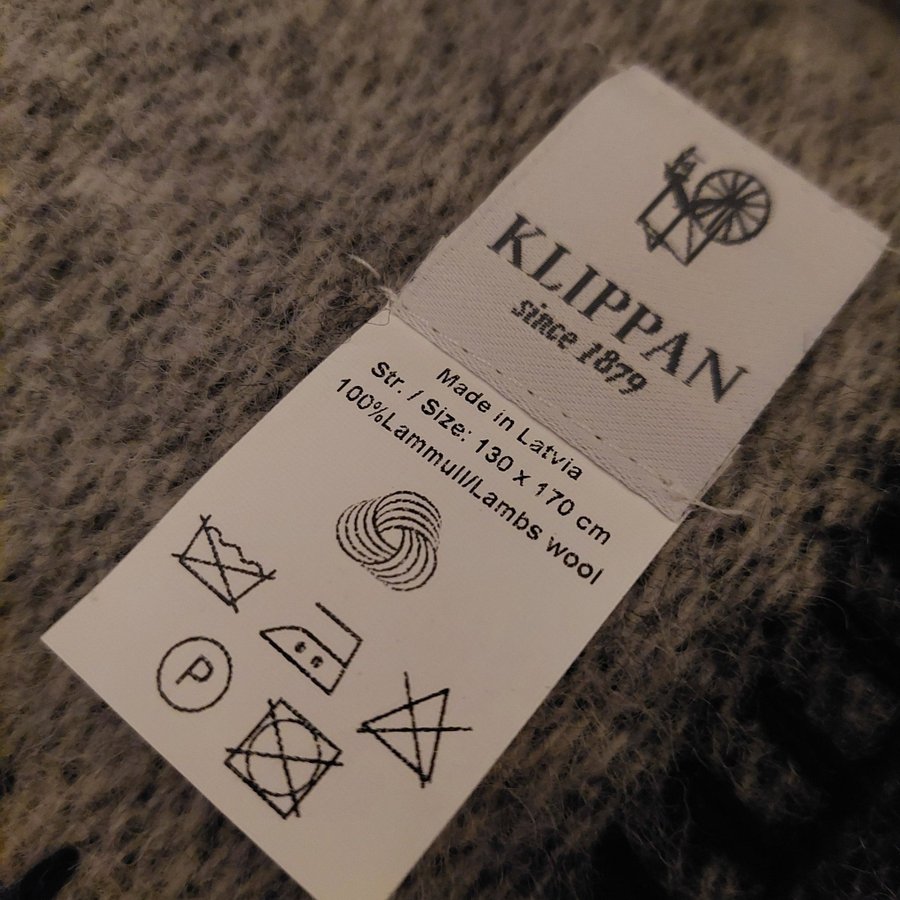 KLIPPAN
since 1879
Made in Latvia
Str. / Size: 130 x 170 cm
100%Lammull/Lambs wool
P